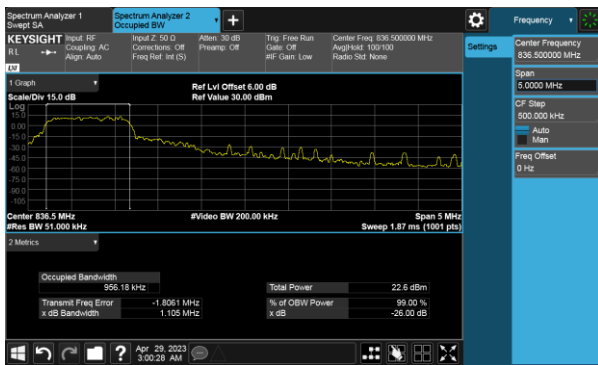 Spectrum Analyzer 1
Swept SA
Spectrum Analyzer 2
Occupied BW
+
Frequency
KEYSIGHT
RL
Input: RF
Coupling: AC
Align: Auto
Input Z: 50 Ω
Corrections: Off
Freq Ref: Int (S)
Atten: 30 dB
Preamp: Off
Trig: Free Run
Gate: Off
#IF Gain: Low
Center Freq: 836.500000 MHz
Avg|Hold: 100/100
Radio Std: None
LXI
Settings
Center Frequency
836.500000 MHz
Span
5.0000 MHz
CF Step
500.000 kHz
Auto
Man
Freq Offset
0 Hz
1 Graph
Scale/Div 15.0 dB
Ref Lvl Offset 6.00 dB
Ref Value 30.00 dBm
Log
15.0
0.00
-15.0
-30.0
-45.0
-60.0
-75.0
-90.0
-105
Center 836.5 MHz
#Video BW 200.00 kHz
Span 5 MHz
#Res BW 51.000 kHz
Sweep 1.87 ms (1001 pts)
2 Metrics
Occupied Bandwidth
956.18 kHz
Total Power 22.6 dBm
Transmit Freq Error -1.8061 MHz
% of OBW Power 99.00 %
x dB Bandwidth 1.105 MHz
x dB -26.00 dB
?
Apr 29, 2023
3:00:28 AM